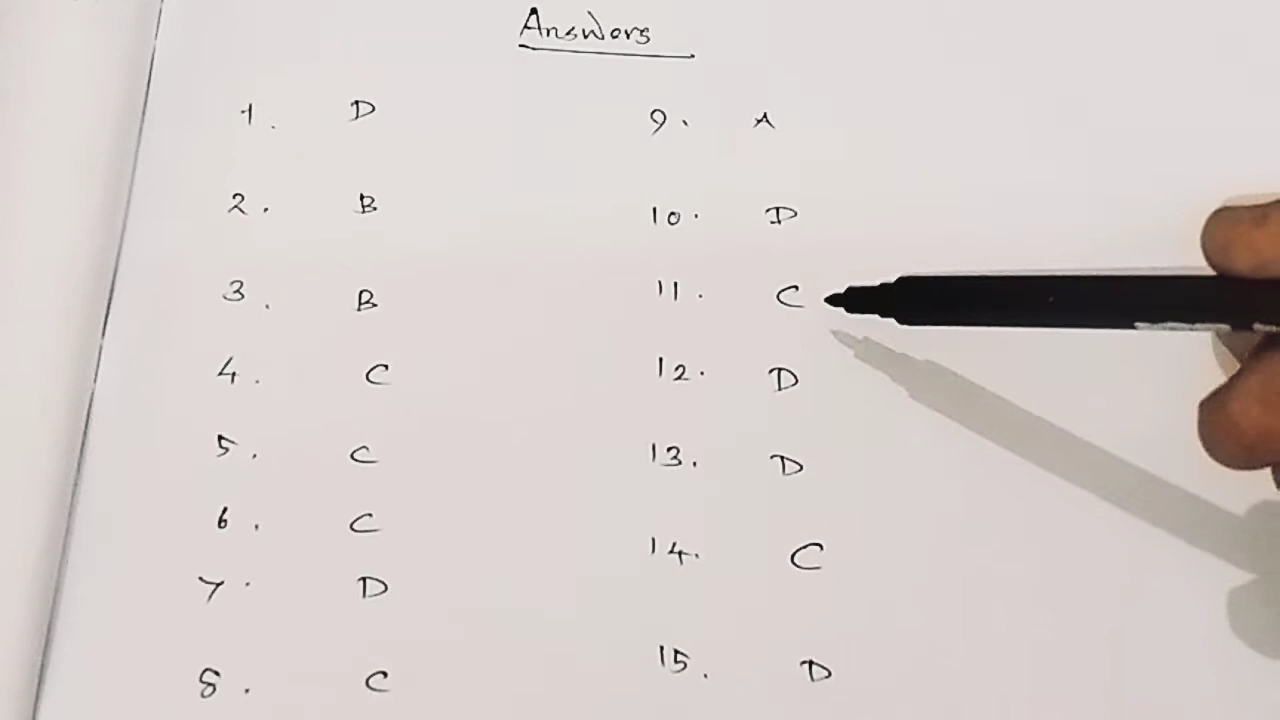 Answers
1. D
2. B
3. B
4. C
5. C
6. C
7. D
8. C
9. A
10. D
11. C
12. D
13. D
14. C
15. D